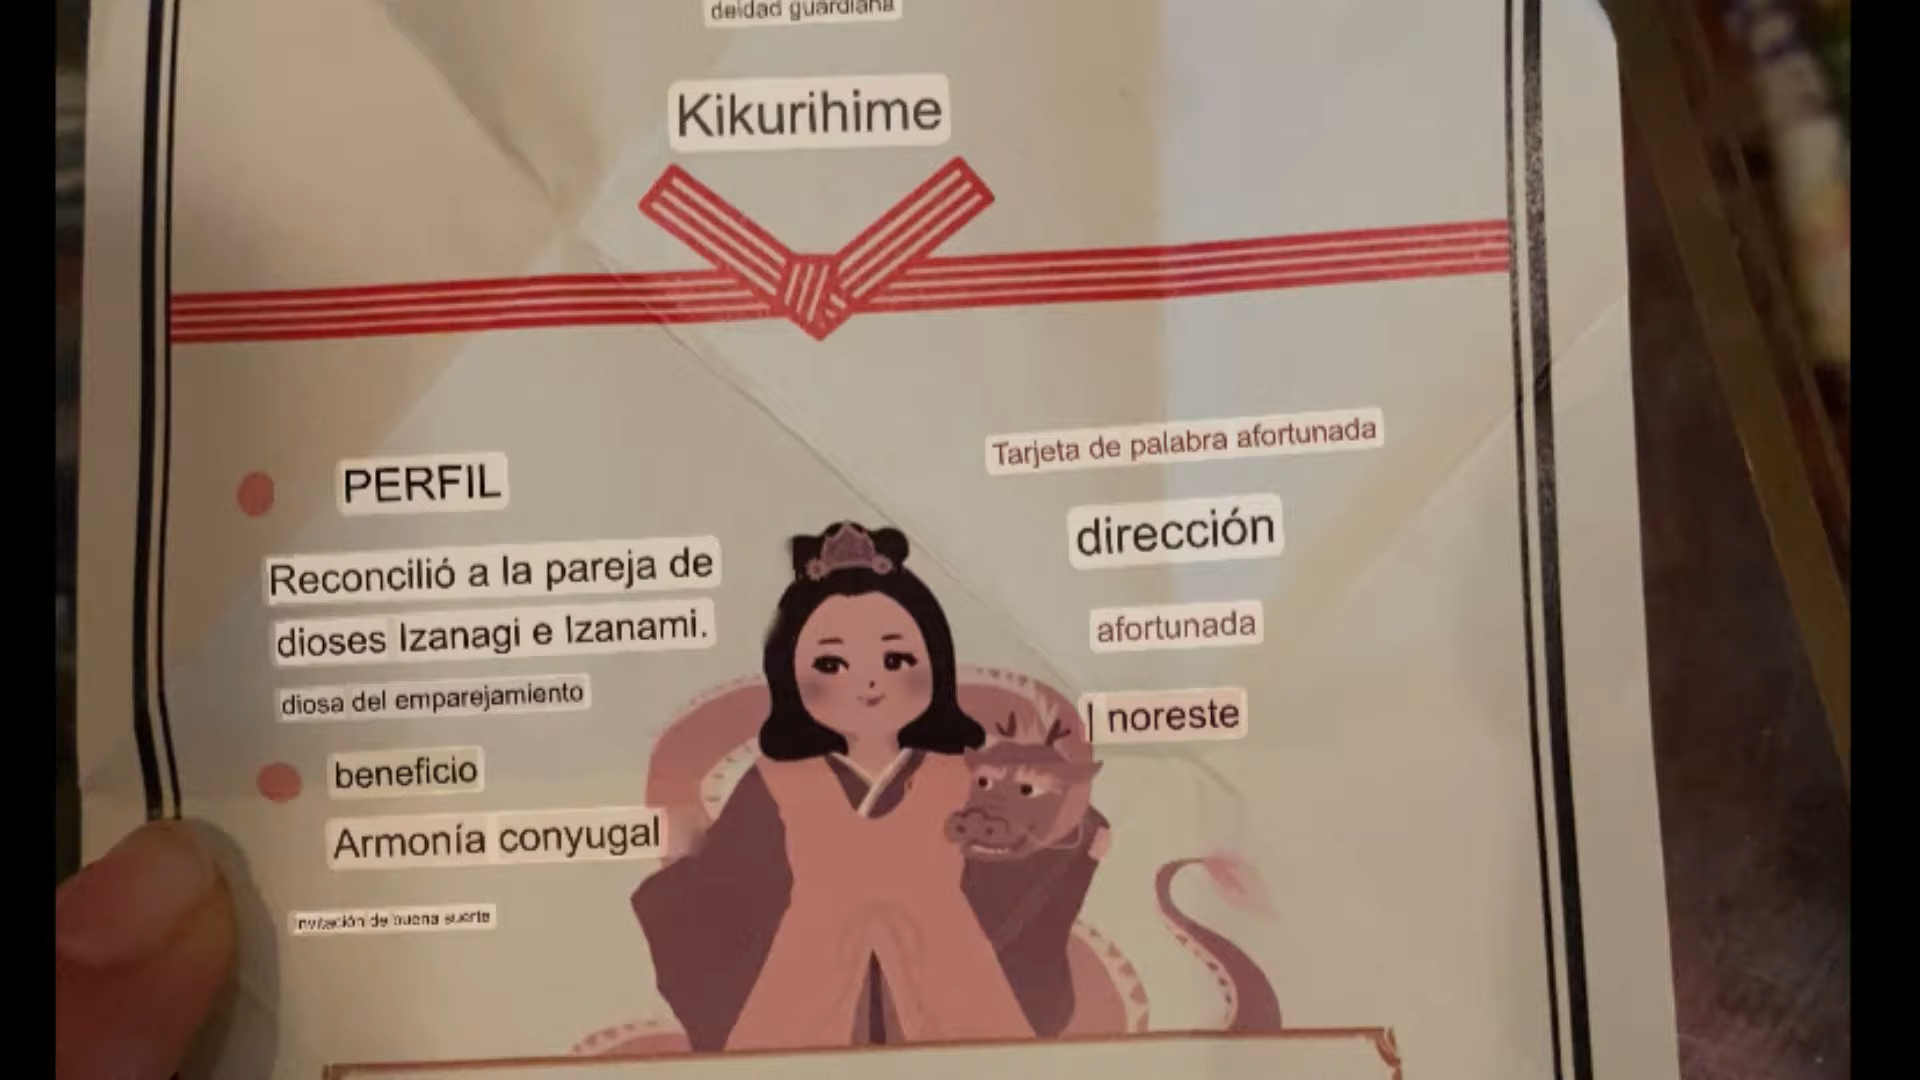 deidad guardiana
Kikurihime
PERFIL
Reconcilió a la pareja de
dioses Izanagi e Izanami.
diosa del emparejamiento
beneficio
Armonía conyugal
invitación de buena suerte
Tarjeta de palabra afortunada
dirección
afortunada
| noreste